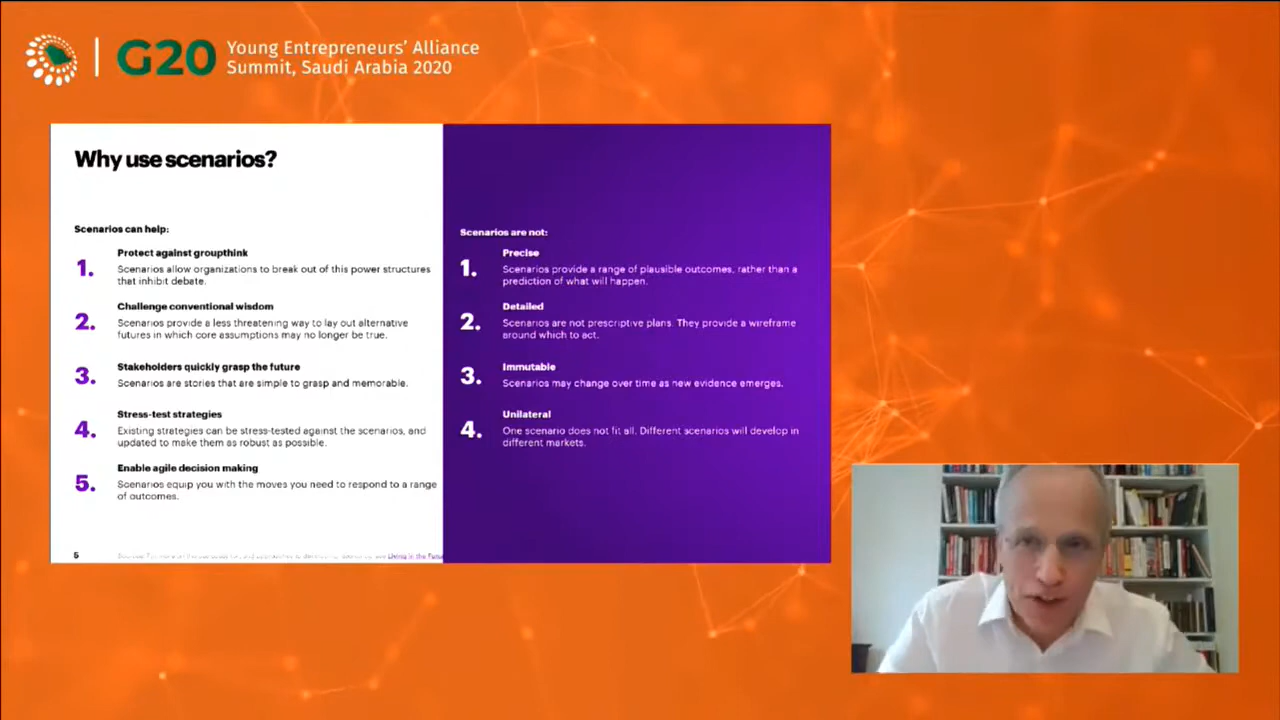 G20
Young Entrepreneurs’ Alliance
Summit, Saudi Arabia 2020
Why use scenarios?
Scenarios can help:
1.
Protect against groupthink
Scenarios allow organizations to break out of this power structures
that inhibit debate.
2.
Challenge conventional wisdom
Scenarios provide a less threatening way to lay out alternative
futures in which core assumptions may no longer be true.
3.
Stakeholders quickly grasp the future
Scenarios are stories that are simple to grasp and memorable.
4.
Stress-test strategies
Existing strategies can be stress-tested against the scenarios, and
updated to make them as robust as possible.
5.
Enable agile decision making
Scenarios equip you with the moves you need to respond to a range
of outcomes.
5
Living in the
Scenarios are not:
1.
Precise
Scenarios provide a range of plausible outcomes, rather than a
prediction of what will happen.
2.
Detailed
Scenarios are not prescriptive plans. They provide a wireframe
around which to act.
3.
Immutable
Scenarios may change over time as new evidence emerges.
4.
Unilateral
One scenario does not fit all. Different scenarios will develop in
different markets.